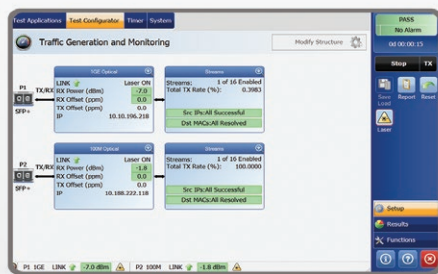 Test Applications Test Configurator Timer System
Traffic Generation and Monitoring
Modify Structure
PASS
No Alarm
0d 00:00:15
Stop TX
Save Load
Report
Reset
Laser
P1
TX/RX
SFP+
1GE Optical
LINK Laser ON
RX Power (dBm) -7.0
RX Offset (ppm) 0.0
TX Offset (ppm) 0.0
IP 10.10.196.218
Streams
Streams: 1 of 16 Enabled
Total TX Rate (%): 0.3983
Src IPs:All Successful
Dst MACs:All Resolved
P2
TX/RX
SFP+
100M Optical
LINK Laser ON
RX Power (dBm) -1.8
RX Offset (ppm) 0.0
TX Offset (ppm) 0.0
IP 10.188.222.118
Streams
Streams: 1 of 16 Enabled
Total TX Rate (%): 100.0000
Src IPs:All Successful
Dst MACs:All Resolved
Setup
Results
Functions
P1 1GE LINK -7.0 dBm P2 100M LINK -1.8 dBm